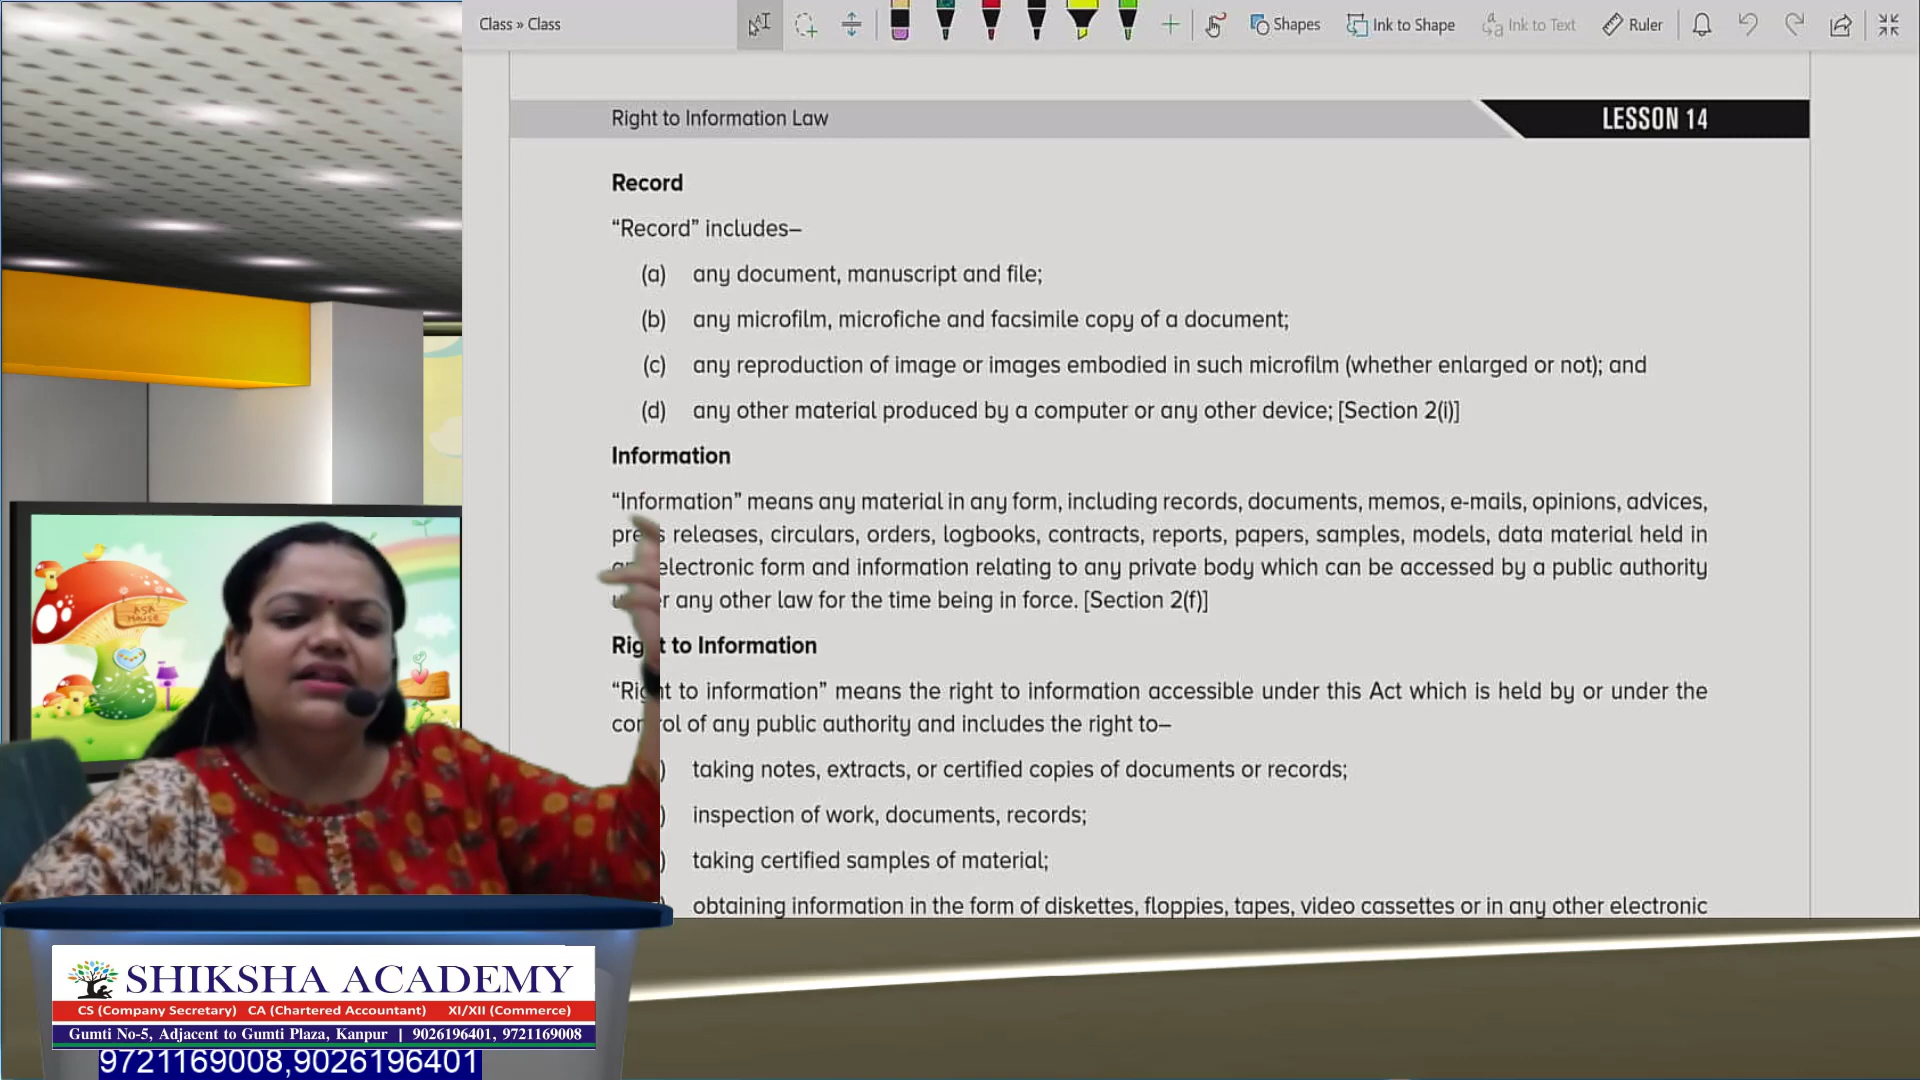 Class » Class
Shapes
Ink to Shape
Ink to Text
Ruler
Right to Information Law
LESSON 14
Record
“Record” includes–
(a) any document, manuscript and file;
(b) any microfilm, microfiche and facsimile copy of a document;
(c) any reproduction of image or images embodied in such microfilm (whether enlarged or not); and
(d) any other material produced by a computer or any other device; [Section 2(i)]
Information
“Information” means any material in any form, including records, documents, memos, e-mails, opinions, advices,
releases, circulars, orders, logbooks, contracts, reports, papers, samples, models, data material held in
electronic form and information relating to any private body which can be accessed by a public authority
any other law for the time being in force. [Section 2(f)]
Right to Information
“Right to information” means the right to information accessible under this Act which is held by or under the
control of any public authority and includes the right to–
) taking notes, extracts, or certified copies of documents or records;
) inspection of work, documents, records;
) taking certified samples of material;
obtaining information in the form of diskettes, floppies, tapes, video cassettes or in any other electronic
ASA
HOUSE
SHIKSHA ACADEMY
CS (Company Secretary) CA (Chartered Accountant) XI/XII (Commerce)
Gumti No-5, Adjacent to Gumti Plaza, Kanpur | 9026196401, 9721169008
9721169008,9026196401